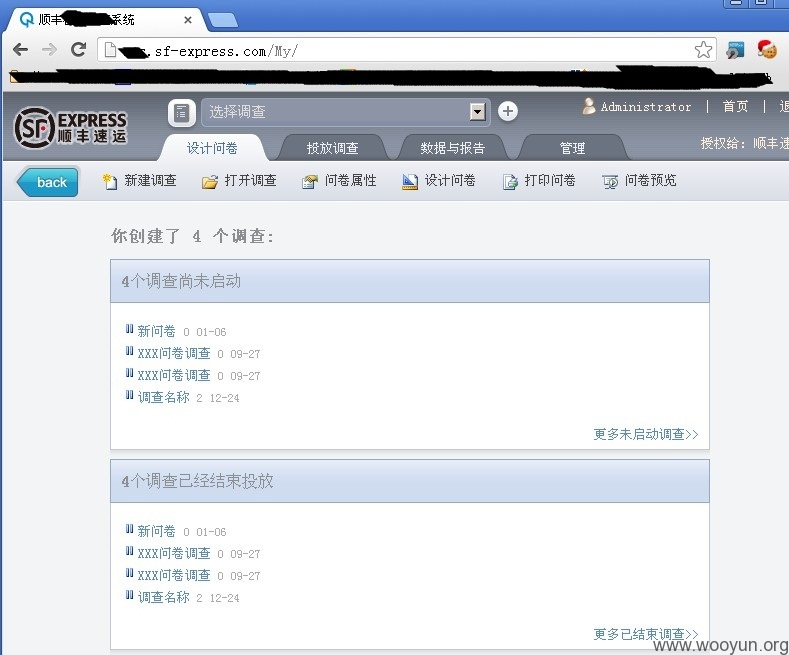 顺丰 系统
.sf-express.com/My/
SF EXPRESS
顺丰速运
选择调查
Administrator | 首页 |
设计问卷 投放调查 数据与报告 管理
授权给：顺丰速
back 新建调查 打开调查 问卷属性 设计问卷 打印问卷 问卷预览
你创建了 4 个调查:
4个调查尚未启动
新问卷 0 01-06
XXX问卷调查 0 09-27
XXX问卷调查 0 09-27
调查名称 2 12-24
更多未启动调查>>
4个调查已经结束投放
新问卷 0 01-06
XXX问卷调查 0 09-27
XXX问卷调查 0 09-27
调查名称 2 12-24
更多已结束调查>>
www.wooyun.org